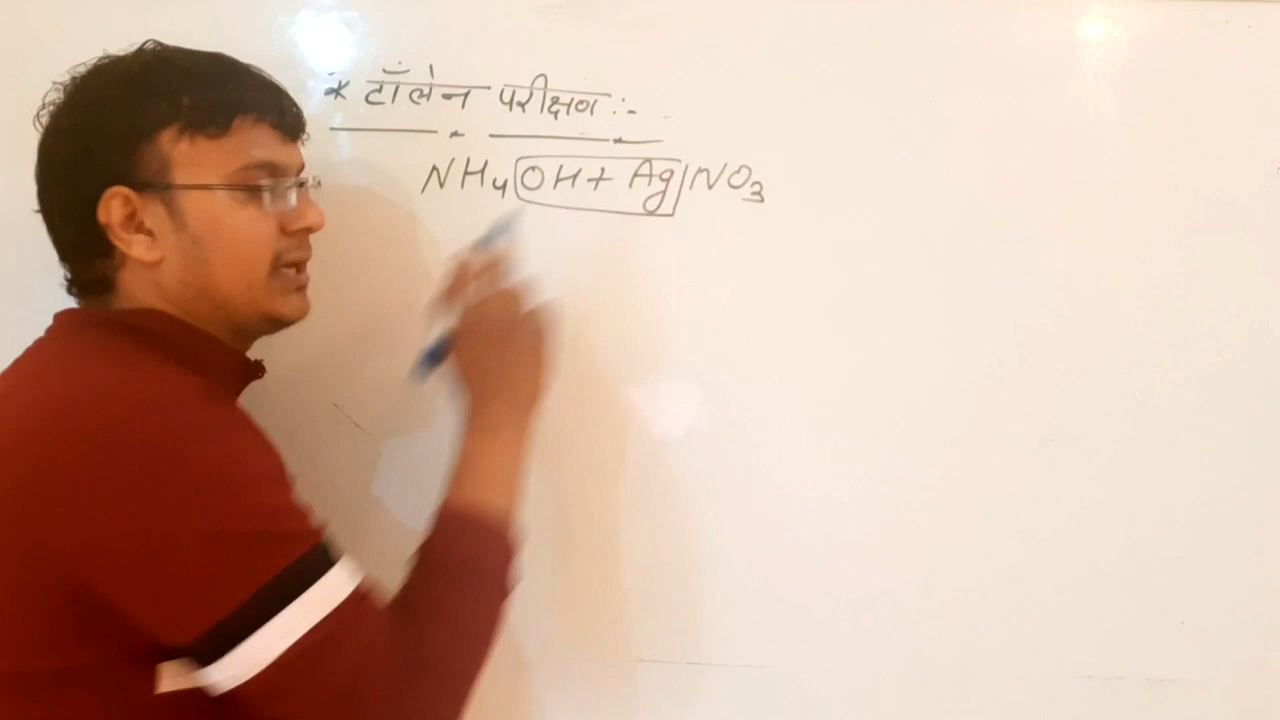 * टॉलेन परीक्षण :-
NH₄OH + AgNO₃